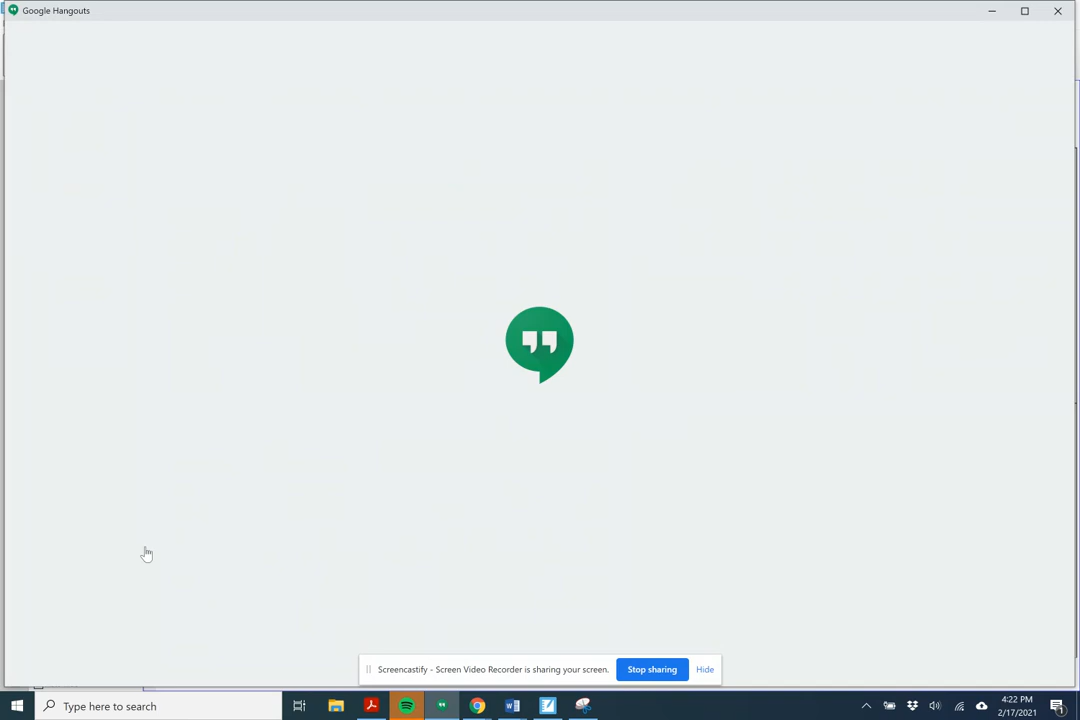 Google Hangouts
Screencastify - Screen Video Recorder is sharing your screen.
Stop sharing
Hide
Type here to search
4:22 PM
2/17/2021
1